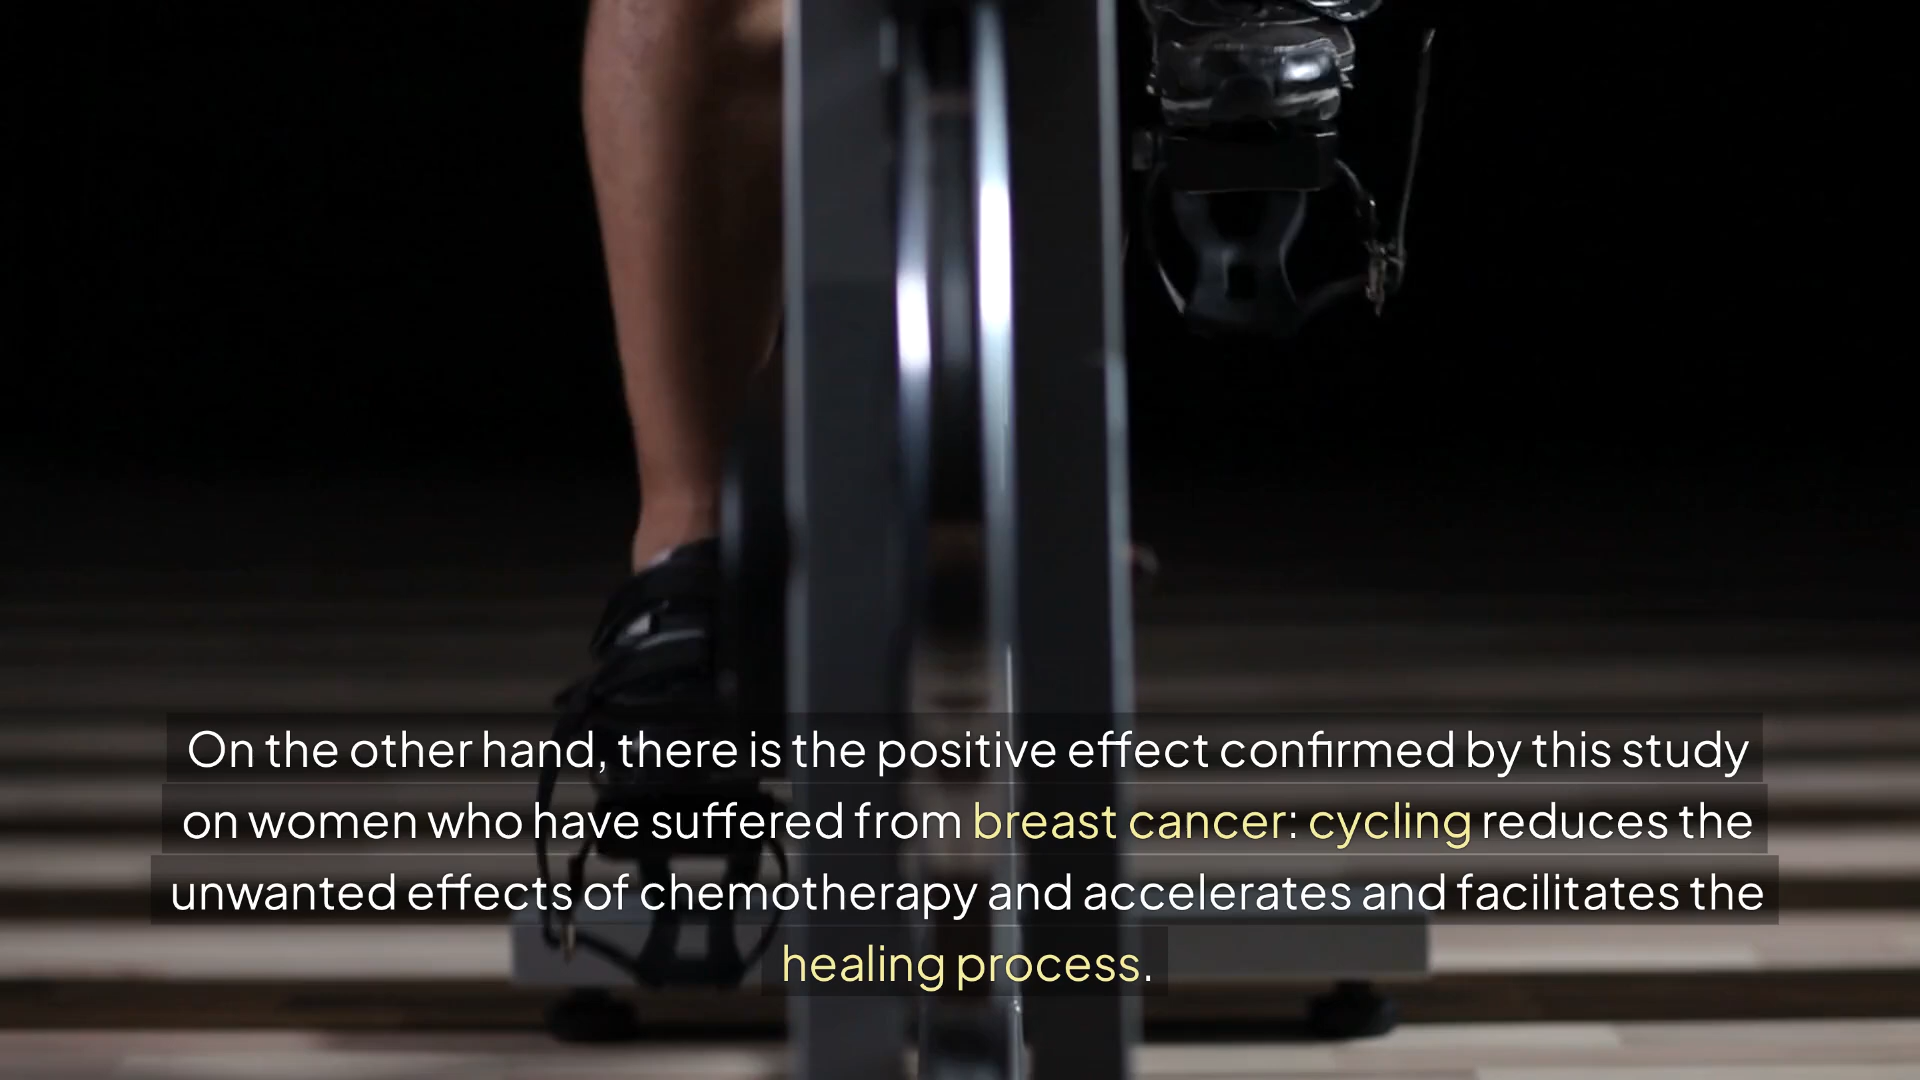 On the other hand, there is the positive effect confirmed by this study
on women who have suffered from breast cancer: cycling reduces the
unwanted effects of chemotherapy and accelerates and facilitates the
healing process.